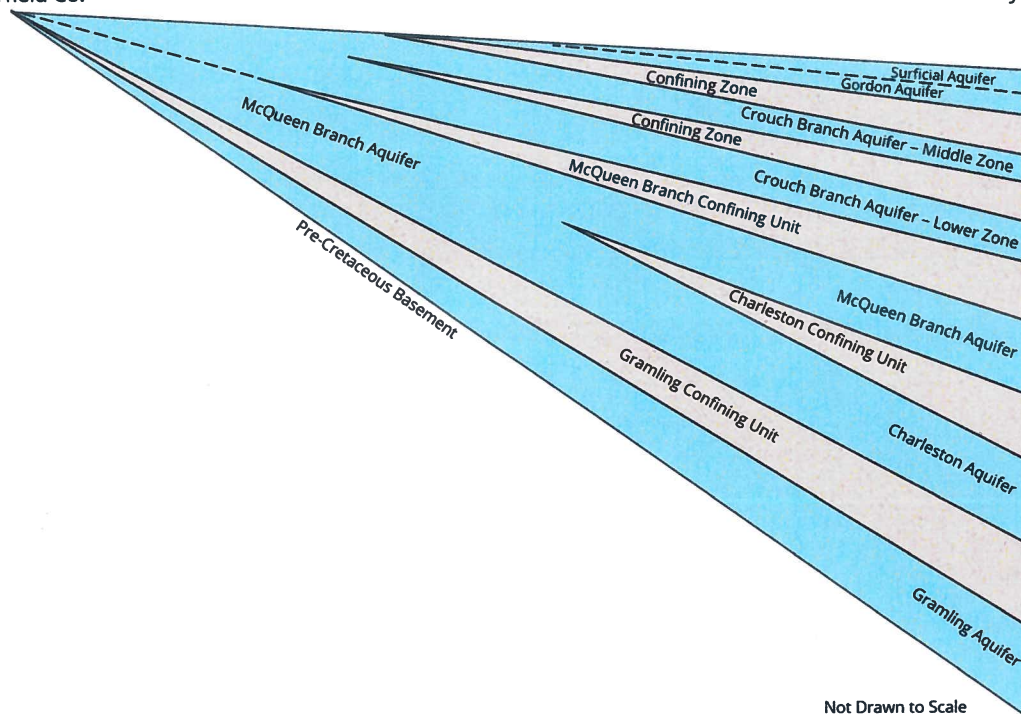 Surficial Aquifer
Gordon Aquifer
Confining Zone
Crouch Branch Aquifer – Middle Zone
Confining Zone
Crouch Branch Aquifer – Lower Zone
McQueen Branch Aquifer
McQueen Branch Confining Unit
Pre-Cretaceous Basement
McQueen Branch Aquifer
Charleston Confining Unit
Gramling Confining Unit
Charleston Aquifer
Gramling Aquifer
Not Drawn to Scale